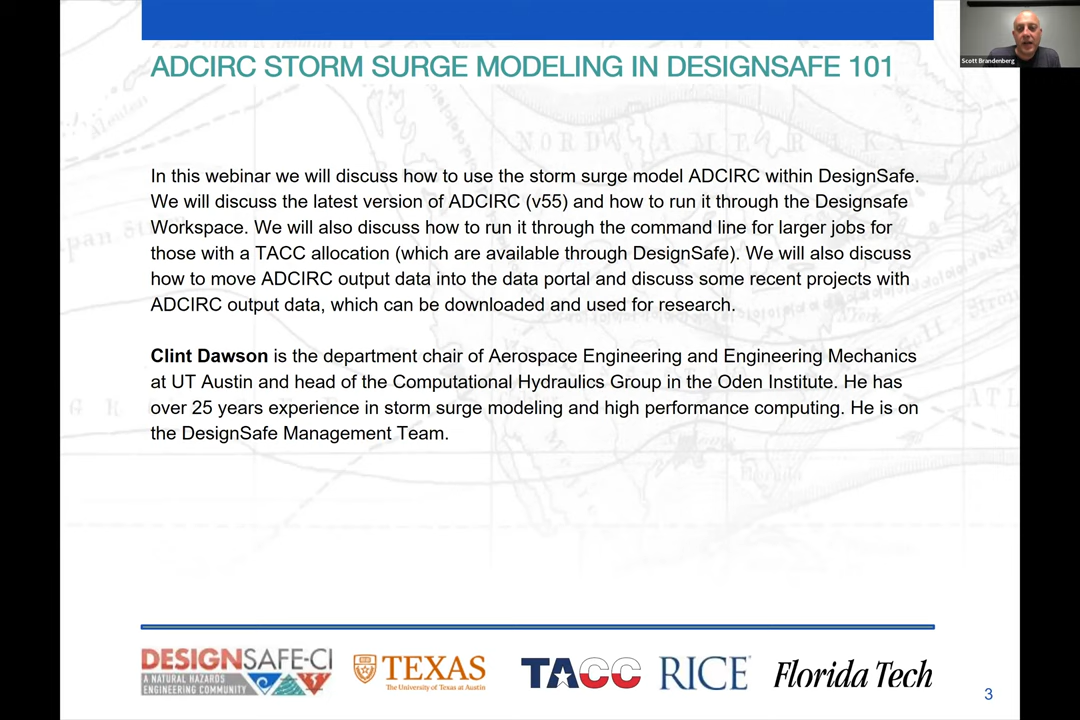 ADCIRC STORM SURGE MODELING IN DESIGNSAFE 101
Scott Brandenberg
NORD AMERIKA
In this webinar we will discuss how to use the storm surge model ADCIRC within DesignSafe.
We will discuss the latest version of ADCIRC (v55) and how to run it through the Designsafe
Workspace. We will also discuss how to run it through the command line for larger jobs for
those with a TACC allocation (which are available through DesignSafe). We will also discuss
how to move ADCIRC output data into the data portal and discuss some recent projects with
ADCIRC output data, which can be downloaded and used for research.
Clint Dawson is the department chair of Aerospace Engineering and Engineering Mechanics
at UT Austin and head of the Computational Hydraulics Group in the Oden Institute. He has
over 25 years experience in storm surge modeling and high performance computing. He is on
the DesignSafe Management Team.
Florida
DESIGNSAFE-CI
A NATURAL HAZARDS
ENGINEERING COMMUNITY
TEXAS
The University of Texas at Austin
TACC
RICE
Florida Tech
3